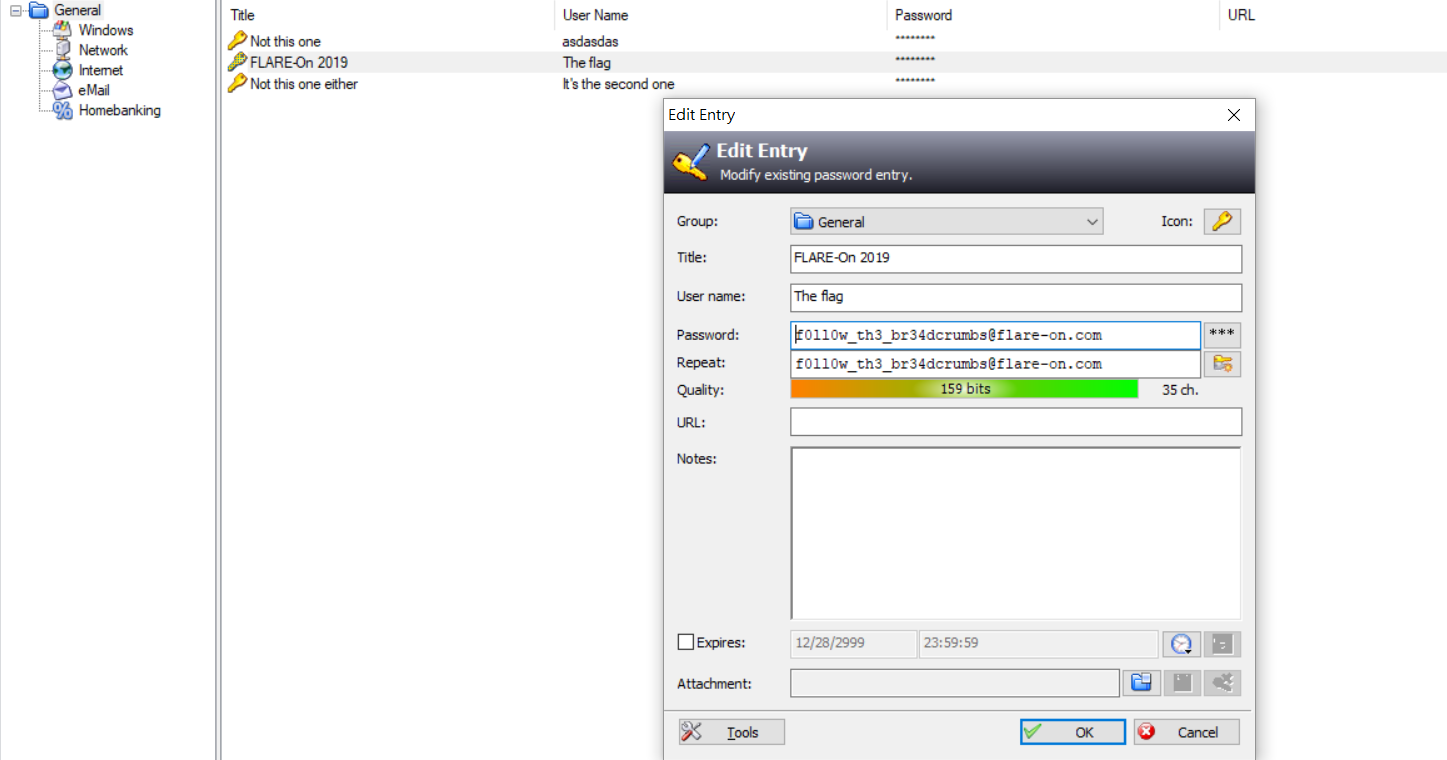 General
Windows
Network
Internet
eMail
Homebanking
Title User Name Password URL
Not this one asdasdas ********
FLARE-On 2019 The flag ********
Not this one either It's the second one ********
Edit Entry
Edit Entry
Modify existing password entry.
Group: General Icon:
Title: FLARE-On 2019
User name: The flag
Password: f0ll0w_th3_br34dcrumbs@flare-on.com ***
Repeat: f0ll0w_th3_br34dcrumbs@flare-on.com
Quality: 159 bits 35 ch.
URL:
Notes:
Expires: 12/28/2999 23:59:59
Attachment:
Tools OK Cancel